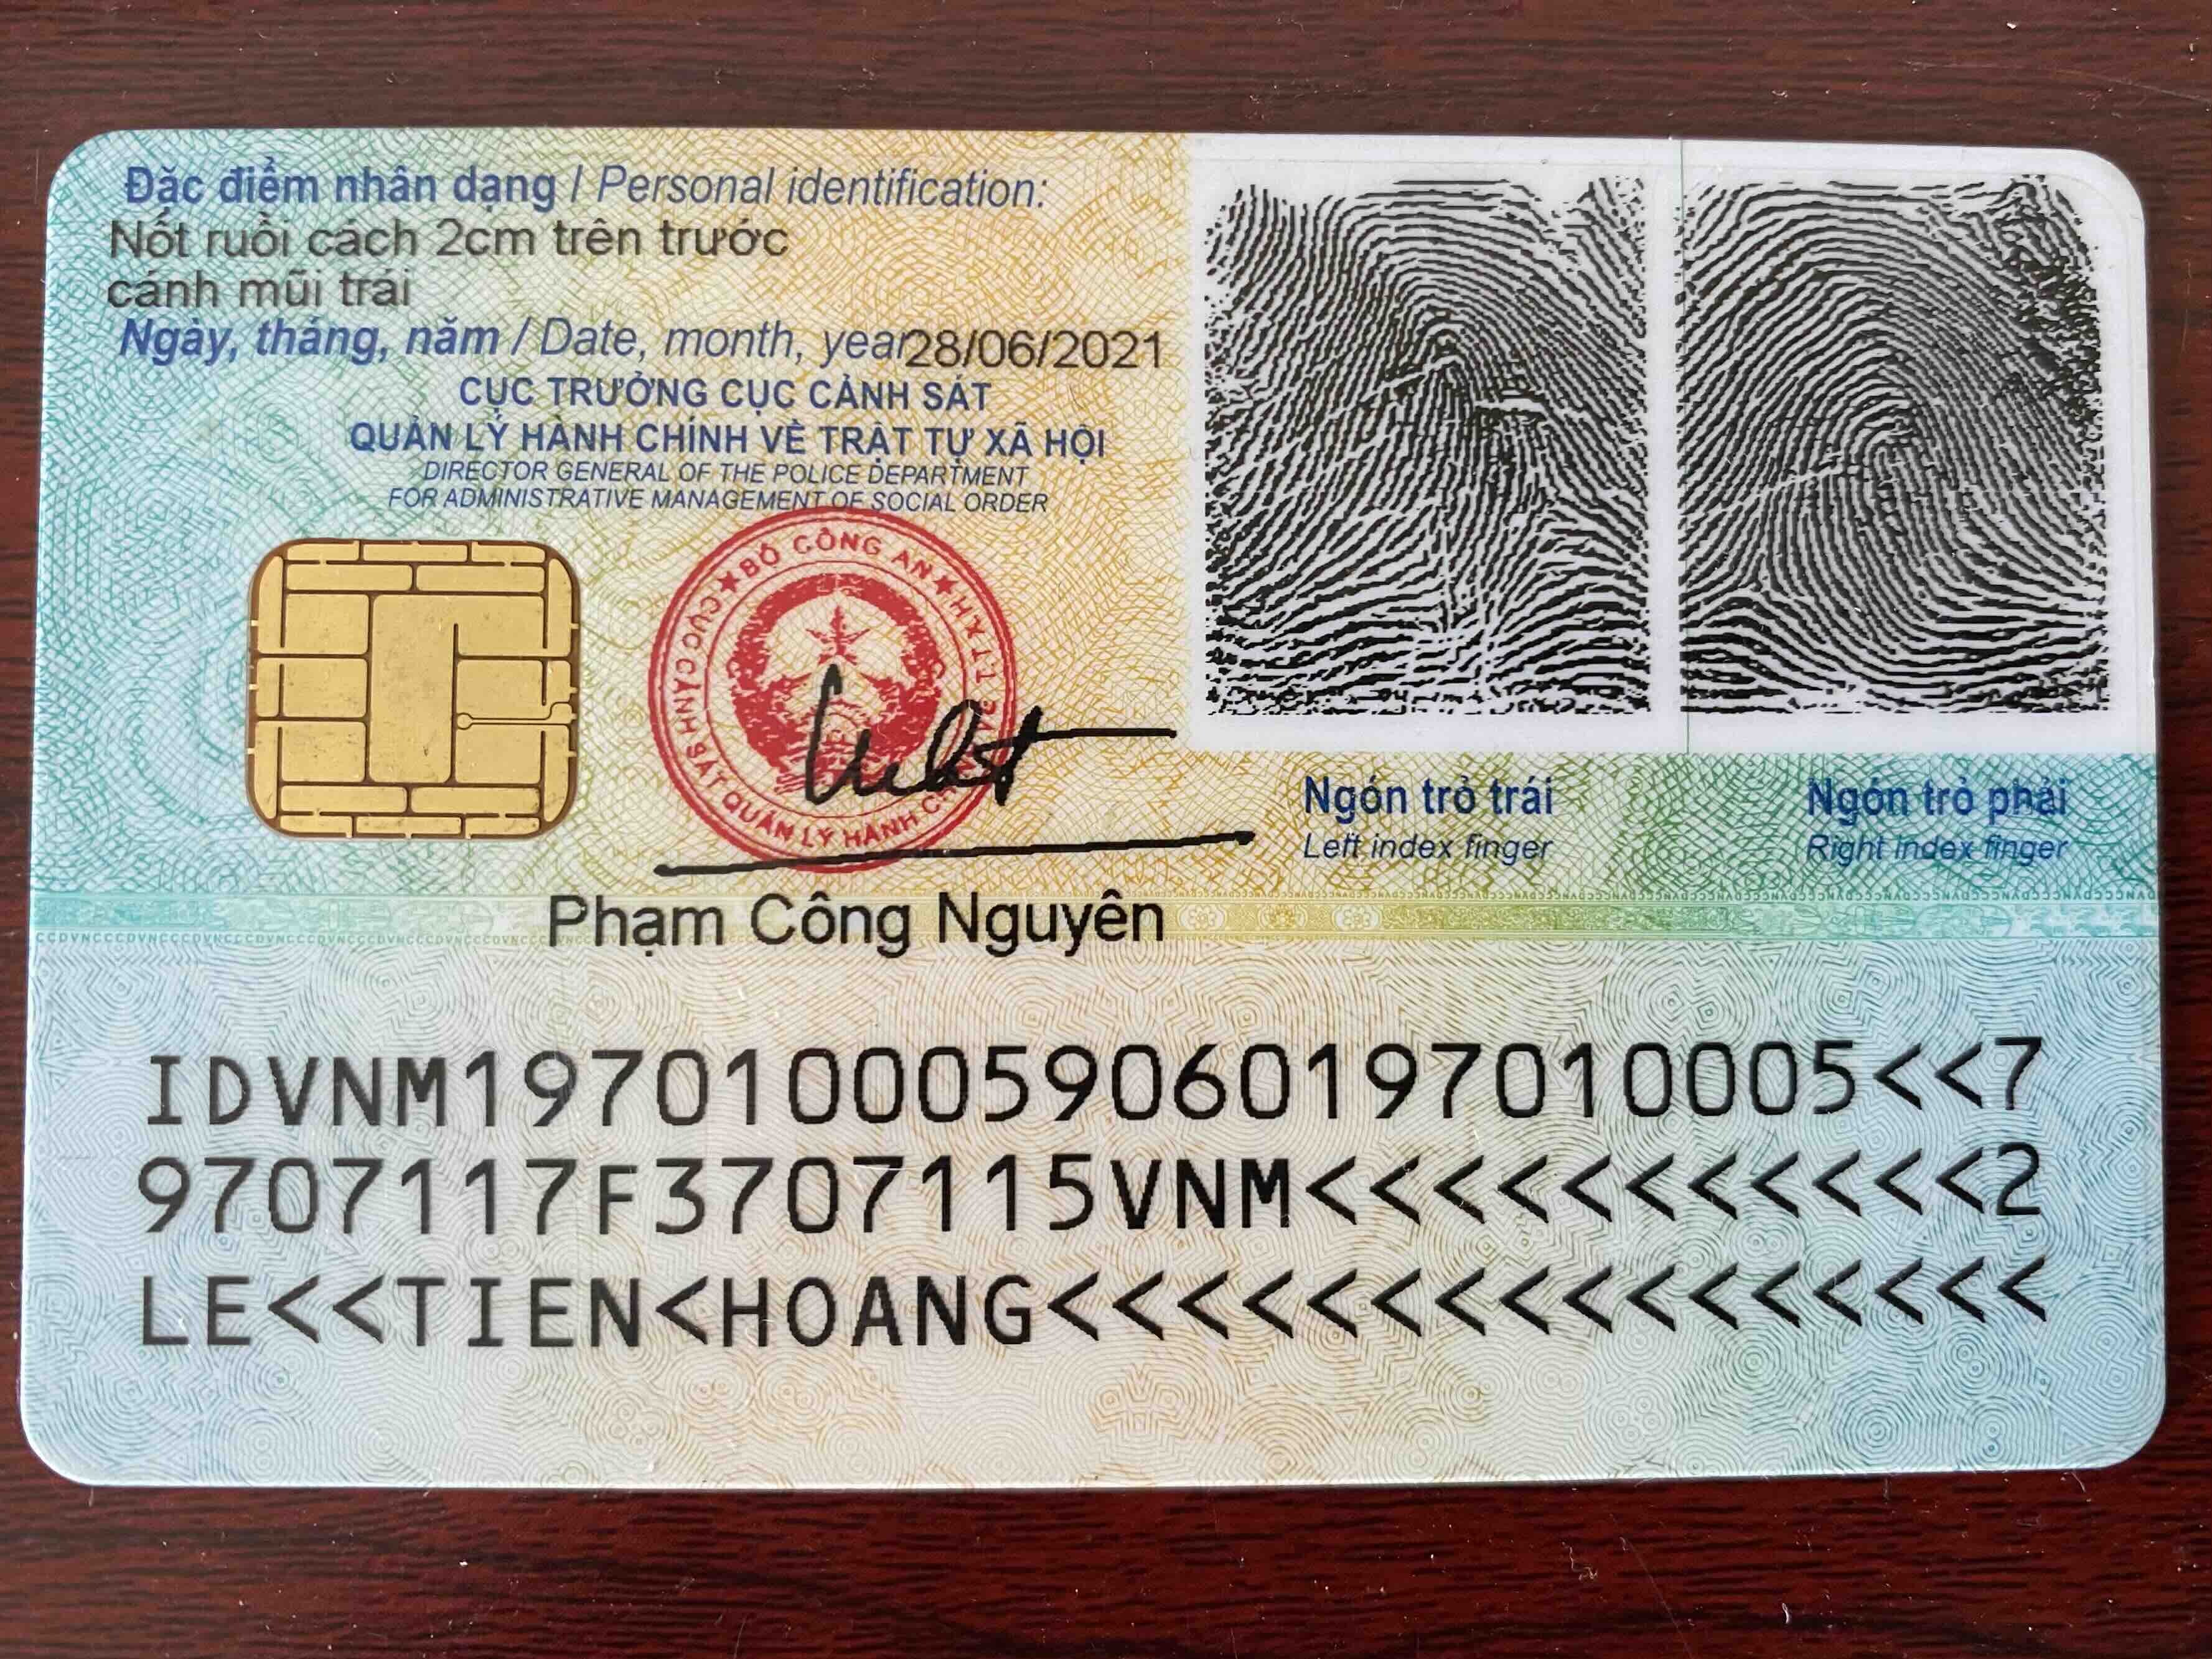 Đặc điểm nhân dạng / Personal identification:
Nốt ruồi cách 2cm trên trước
cánh mũi trái
Ngày, tháng, năm / Date, month, year 28/06/2021
CỤC TRƯỞNG CỤC CẢNH SÁT
QUẢN LÝ HÀNH CHÍNH VỀ TRẬT TỰ XÃ HỘI
DIRECTOR GENERAL OF THE POLICE DEPARTMENT
FOR ADMINISTRATIVE MANAGEMENT OF SOCIAL ORDER
BỘ CÔNG AN
CỤC CẢNH SÁT QUẢN LÝ HÀNH
Ngón trỏ trái
Left index finger
Ngón trỏ phải
Right index finger
Phạm Công Nguyên
IDVNM1970100059060197010005<<7
9707117F3707115VNM<<<<<<<<<<<2
LE<<TIEN<HOANG<<<<<<<<<<<<<<<<